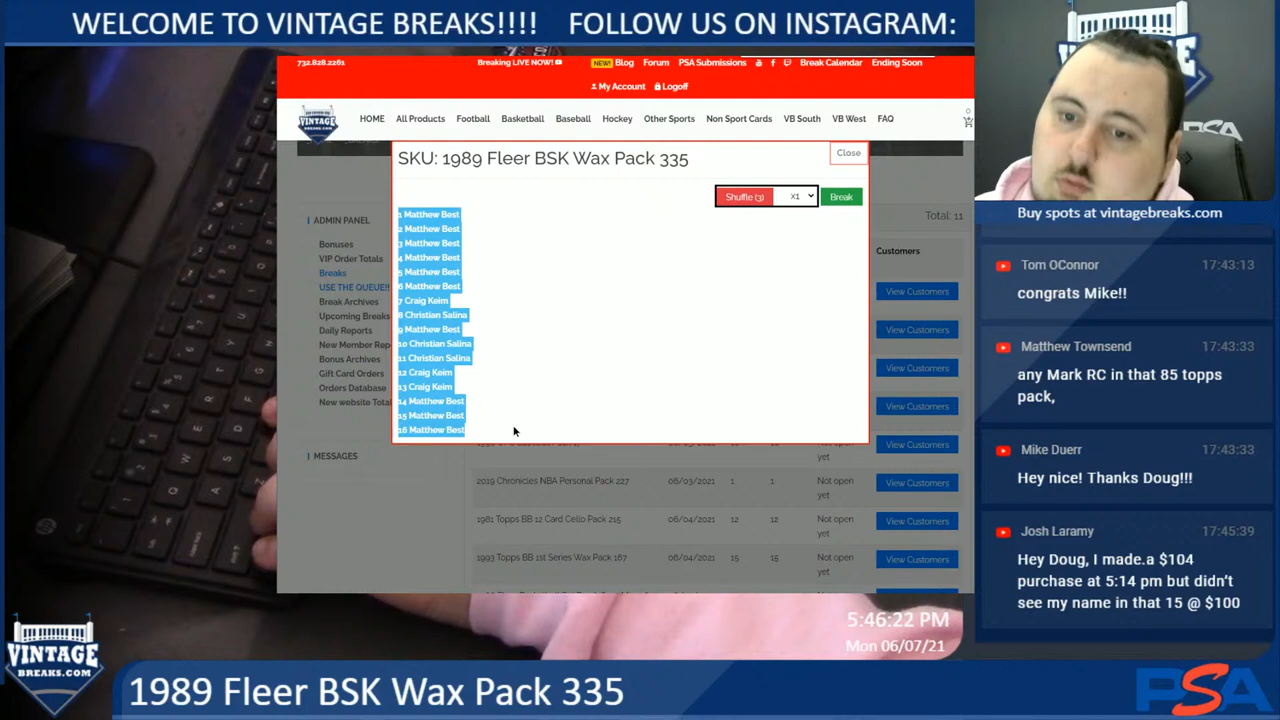 WELCOME TO VINTAGE BREAKS!!!! FOLLOW US ON INSTAGRAM:
732.828.2261
Breaking LIVE NOW!
NEW! Blog Forum PSA Submissions Break Calendar Ending Soon
My Account Logoff
VINTAGE BREAKS
HOME All Products Football Basketball Baseball Hockey Other Sports Non Sport Cards VB South VB West FAQ
0
SKU: 1989 Fleer BSK Wax Pack 335
Close
Shuffle (3) x1 Break
1 Matthew Best
2 Matthew Best
3 Matthew Best
4 Matthew Best
5 Matthew Best
6 Matthew Best
7 Craig Keim
8 Christian Salina
9 Matthew Best
10 Christian Salina
11 Christian Salina
12 Craig Keim
13 Craig Keim
14 Matthew Best
15 Matthew Best
16 Matthew Best
ADMIN PANEL
Bonuses
VIP Order Totals
Breaks
USE THE QUEUE!!
Break Archives
Upcoming Breaks
Daily Reports
New Member Rep
Bonus Archives
Gift Card Orders
Orders Database
New website Total
MESSAGES
Total: 11
Customers
View Customers
View Customers
View Customers
View Customers
View Customers
yet
2019 Chronicles NBA Personal Pack 227 06/03/2021 1 1 Not open yet View Customers
1981 Topps BB 12 Card Cello Pack 215 06/04/2021 12 12 Not open yet View Customers
1993 Topps BB 1st Series Wax Pack 167 06/04/2021 15 15 Not open yet View Customers
Buy spots at vintagebreaks.com
Tom OConnor 17:43:13
congrats Mike!!
Matthew Townsend 17:43:33
any Mark RC in that 85 topps
pack,
Mike Duerr 17:43:33
Hey nice! Thanks Doug!!!
Josh Laramy 17:45:39
Hey Doug, I made.a $104
purchase at 5:14 pm but didn't
see my name in that 15 @ $100
5:46:22 PM
Mon 06/07/21
VINTAGE
BREAKS.COM
1989 Fleer BSK Wax Pack 335
PSA